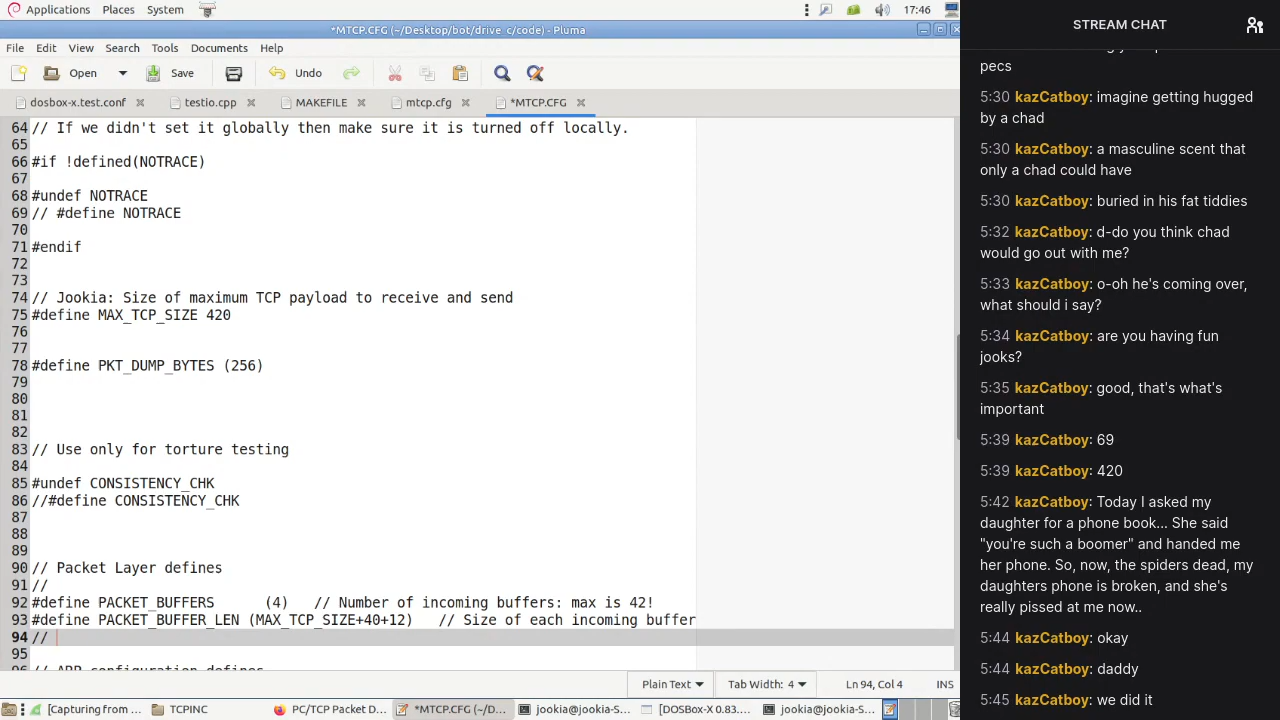 Applications Places System 17:46
*MTCP.CFG (~/Desktop/bot/drive_c/code) - Pluma
File Edit View Search Tools Documents Help
Open Save Undo
dosbox-x.test.conf testio.cpp MAKEFILE mtcp.cfg *MTCP.CFG
64 // If we didn't set it globally then make sure it is turned off locally.
65
66 #if !defined(NOTRACE)
67
68 #undef NOTRACE
69 // #define NOTRACE
70
71 #endif
72
73
74 // Jookia: Size of maximum TCP payload to receive and send
75 #define MAX_TCP_SIZE 420
76
77
78 #define PKT_DUMP_BYTES (256)
79
80
81
82
83 // Use only for torture testing
84
85 #undef CONSISTENCY_CHK
86 //#define CONSISTENCY_CHK
87
88
89
90 // Packet Layer defines
91 //
92 #define PACKET_BUFFERS      (4)   // Number of incoming buffers: max is 42!
93 #define PACKET_BUFFER_LEN (MAX_TCP_SIZE+40+12)   // Size of each incoming buffer
94 //
95
96 // ARP configuration defines
Plain Text Tab Width: 4 Ln 94, Col 4 INS
[Capturing from ... TCPINC PC/TCP Packet D... *MTCP.CFG (~/D... jookia@jookia-S... [DOSBox-X 0.83.... jookia@jookia-S...
STREAM CHAT
pecs
5:30 kazCatboy: imagine getting hugged
by a chad
5:30 kazCatboy: a masculine scent that
only a chad could have
5:30 kazCatboy: buried in his fat tiddies
5:32 kazCatboy: d-do you think chad
would go out with me?
5:33 kazCatboy: o-oh he's coming over,
what should i say?
5:34 kazCatboy: are you having fun
jooks?
5:35 kazCatboy: good, that's what's
important
5:39 kazCatboy: 69
5:39 kazCatboy: 420
5:42 kazCatboy: Today I asked my
daughter for a phone book... She said
"you're such a boomer" and handed me
her phone. So, now, the spiders dead, my
daughters phone is broken, and she's
really pissed at me now..
5:44 kazCatboy: okay
5:44 kazCatboy: daddy
5:45 kazCatboy: we did it